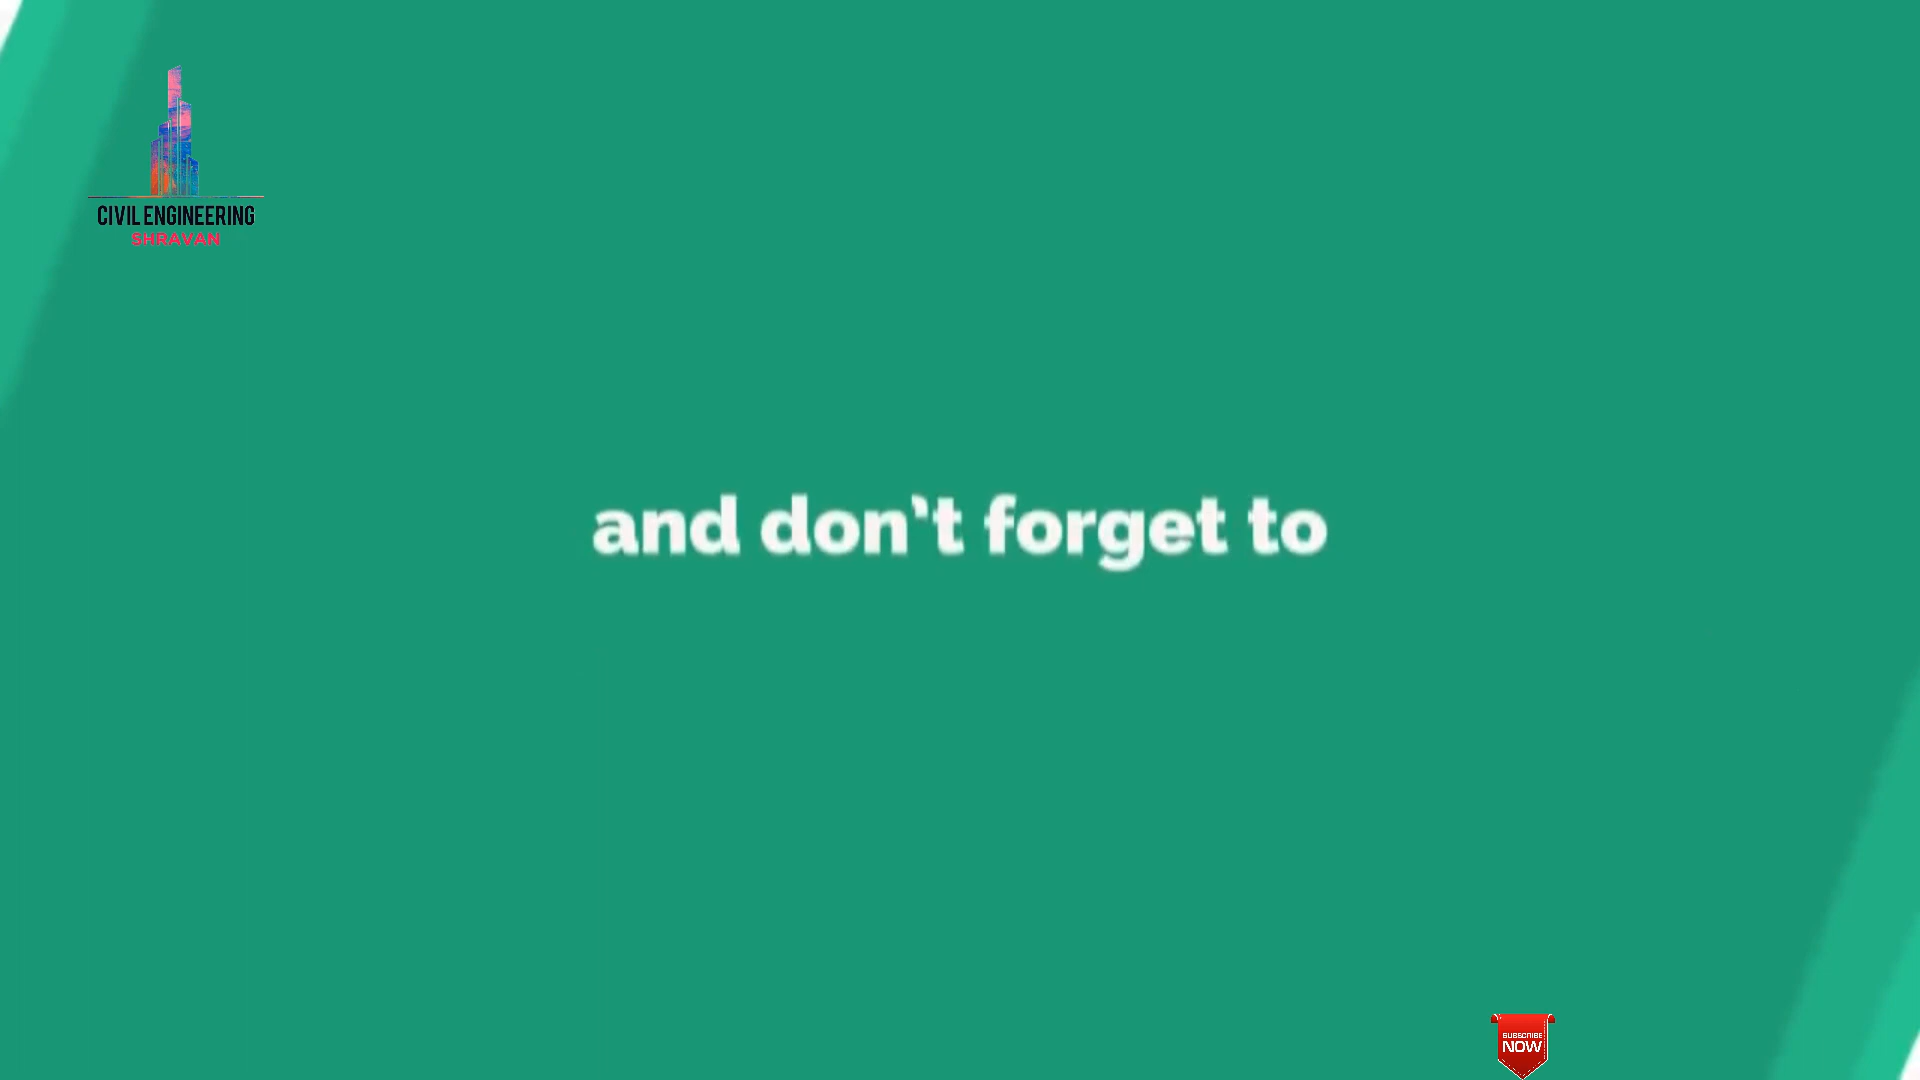 CIVIL ENGINEERING
SHRAVAN
and don't forget to
SUBSCRIBE
NOW